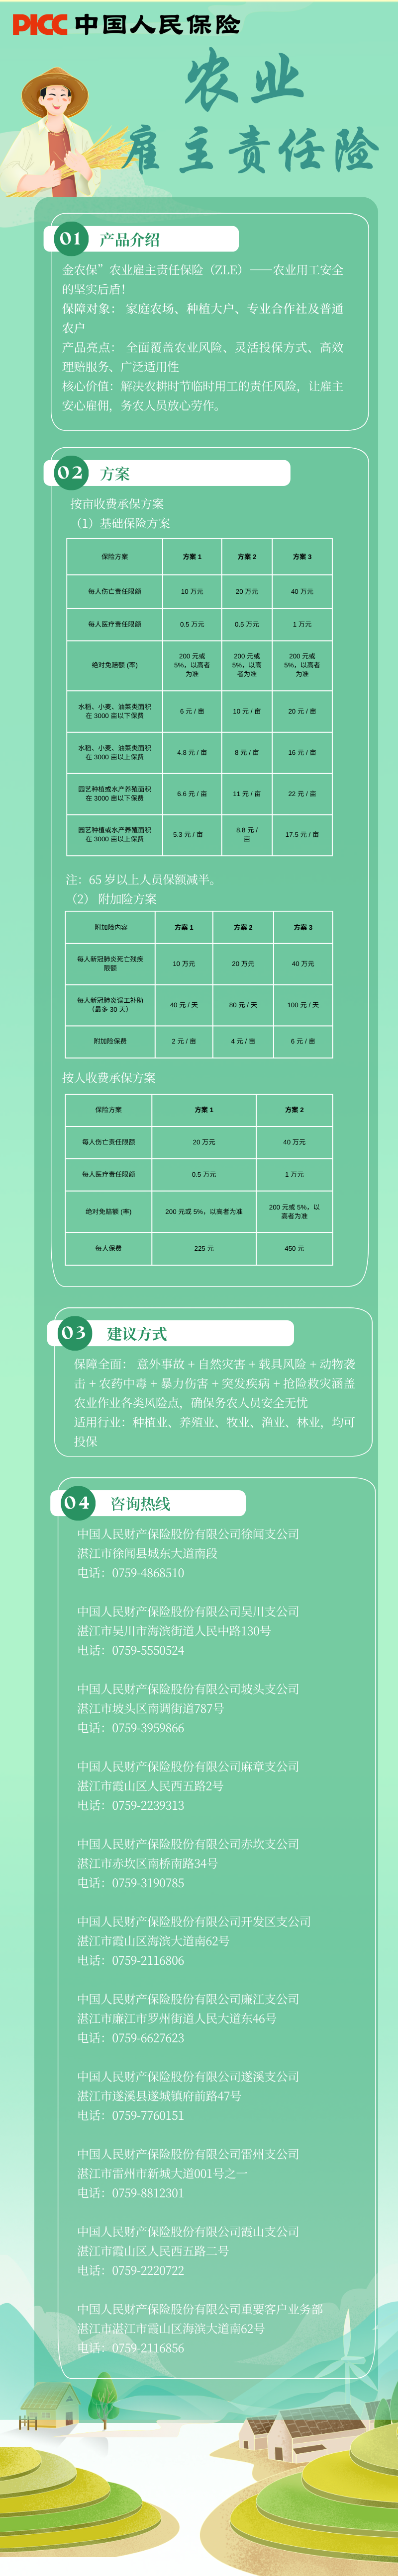 PICC 中国人民保险
农业
雇主责任险
01 产品介绍
金农保”农业雇主责任保险（ZLE）——农业用工安全
的坚实后盾！
保障对象： 家庭农场、种植大户、专业合作社及普通
农户
产品亮点： 全面覆盖农业风险、灵活投保方式、高效
理赔服务、广泛适用性
核心价值：解决农耕时节临时用工的责任风险，让雇主
安心雇佣，务农人员放心劳作。
02 方案
按亩收费承保方案
（1）基础保险方案
保险方案 方案 1 方案 2 方案 3
每人伤亡责任限额 10 万元 20 万元 40 万元
每人医疗责任限额 0.5 万元 0.5 万元 1 万元
绝对免赔额 (率) 200 元或 5%，以高者为准 200 元或 5%，以高者为准 200 元或 5%，以高者为准
水稻、小麦、油菜类面积在 3000 亩以下保费 6 元 / 亩 10 元 / 亩 20 元 / 亩
水稻、小麦、油菜类面积在 3000 亩以上保费 4.8 元 / 亩 8 元 / 亩 16 元 / 亩
园艺种植或水产养殖面积在 3000 亩以下保费 6.6 元 / 亩 11 元 / 亩 22 元 / 亩
园艺种植或水产养殖面积在 3000 亩以上保费 5.3 元 / 亩 8.8 元 / 亩 17.5 元 / 亩
注：65 岁以上人员保额减半。
（2） 附加险方案
附加险内容 方案 1 方案 2 方案 3
每人新冠肺炎死亡残疾限额 10 万元 20 万元 40 万元
每人新冠肺炎误工补助（最多 30 天） 40 元 / 天 80 元 / 天 100 元 / 天
附加险保费 2 元 / 亩 4 元 / 亩 6 元 / 亩
按人收费承保方案
保险方案 方案 1 方案 2
每人伤亡责任限额 20 万元 40 万元
每人医疗责任限额 0.5 万元 1 万元
绝对免赔额 (率) 200 元或 5%，以高者为准 200 元或 5%，以高者为准
每人保费 225 元 450 元
03 建议方式
保障全面： 意外事故 + 自然灾害 + 载具风险 + 动物袭
击 + 农药中毒 + 暴力伤害 + 突发疾病 + 抢险救灾涵盖
农业作业各类风险点，确保务农人员安全无忧
适用行业：种植业、养殖业、牧业、渔业、林业，均可
投保
04 咨询热线
中国人民财产保险股份有限公司徐闻支公司
湛江市徐闻县城东大道南段
电话：0759-4868510
中国人民财产保险股份有限公司吴川支公司
湛江市吴川市海滨街道人民中路130号
电话：0759-5550524
中国人民财产保险股份有限公司坡头支公司
湛江市坡头区南调街道787号
电话：0759-3959866
中国人民财产保险股份有限公司麻章支公司
湛江市霞山区人民西五路2号
电话：0759-2239313
中国人民财产保险股份有限公司赤坎支公司
湛江市赤坎区南桥南路34号
电话：0759-3190785
中国人民财产保险股份有限公司开发区支公司
湛江市霞山区海滨大道南62号
电话：0759-2116806
中国人民财产保险股份有限公司廉江支公司
湛江市廉江市罗州街道人民大道东46号
电话：0759-6627623
中国人民财产保险股份有限公司遂溪支公司
湛江市遂溪县遂城镇府前路47号
电话：0759-7760151
中国人民财产保险股份有限公司雷州支公司
湛江市雷州市新城大道001号之一
电话：0759-8812301
中国人民财产保险股份有限公司霞山支公司
湛江市霞山区人民西五路二号
电话：0759-2220722
中国人民财产保险股份有限公司重要客户业务部
湛江市湛江市霞山区海滨大道南62号
电话：0759-2116856